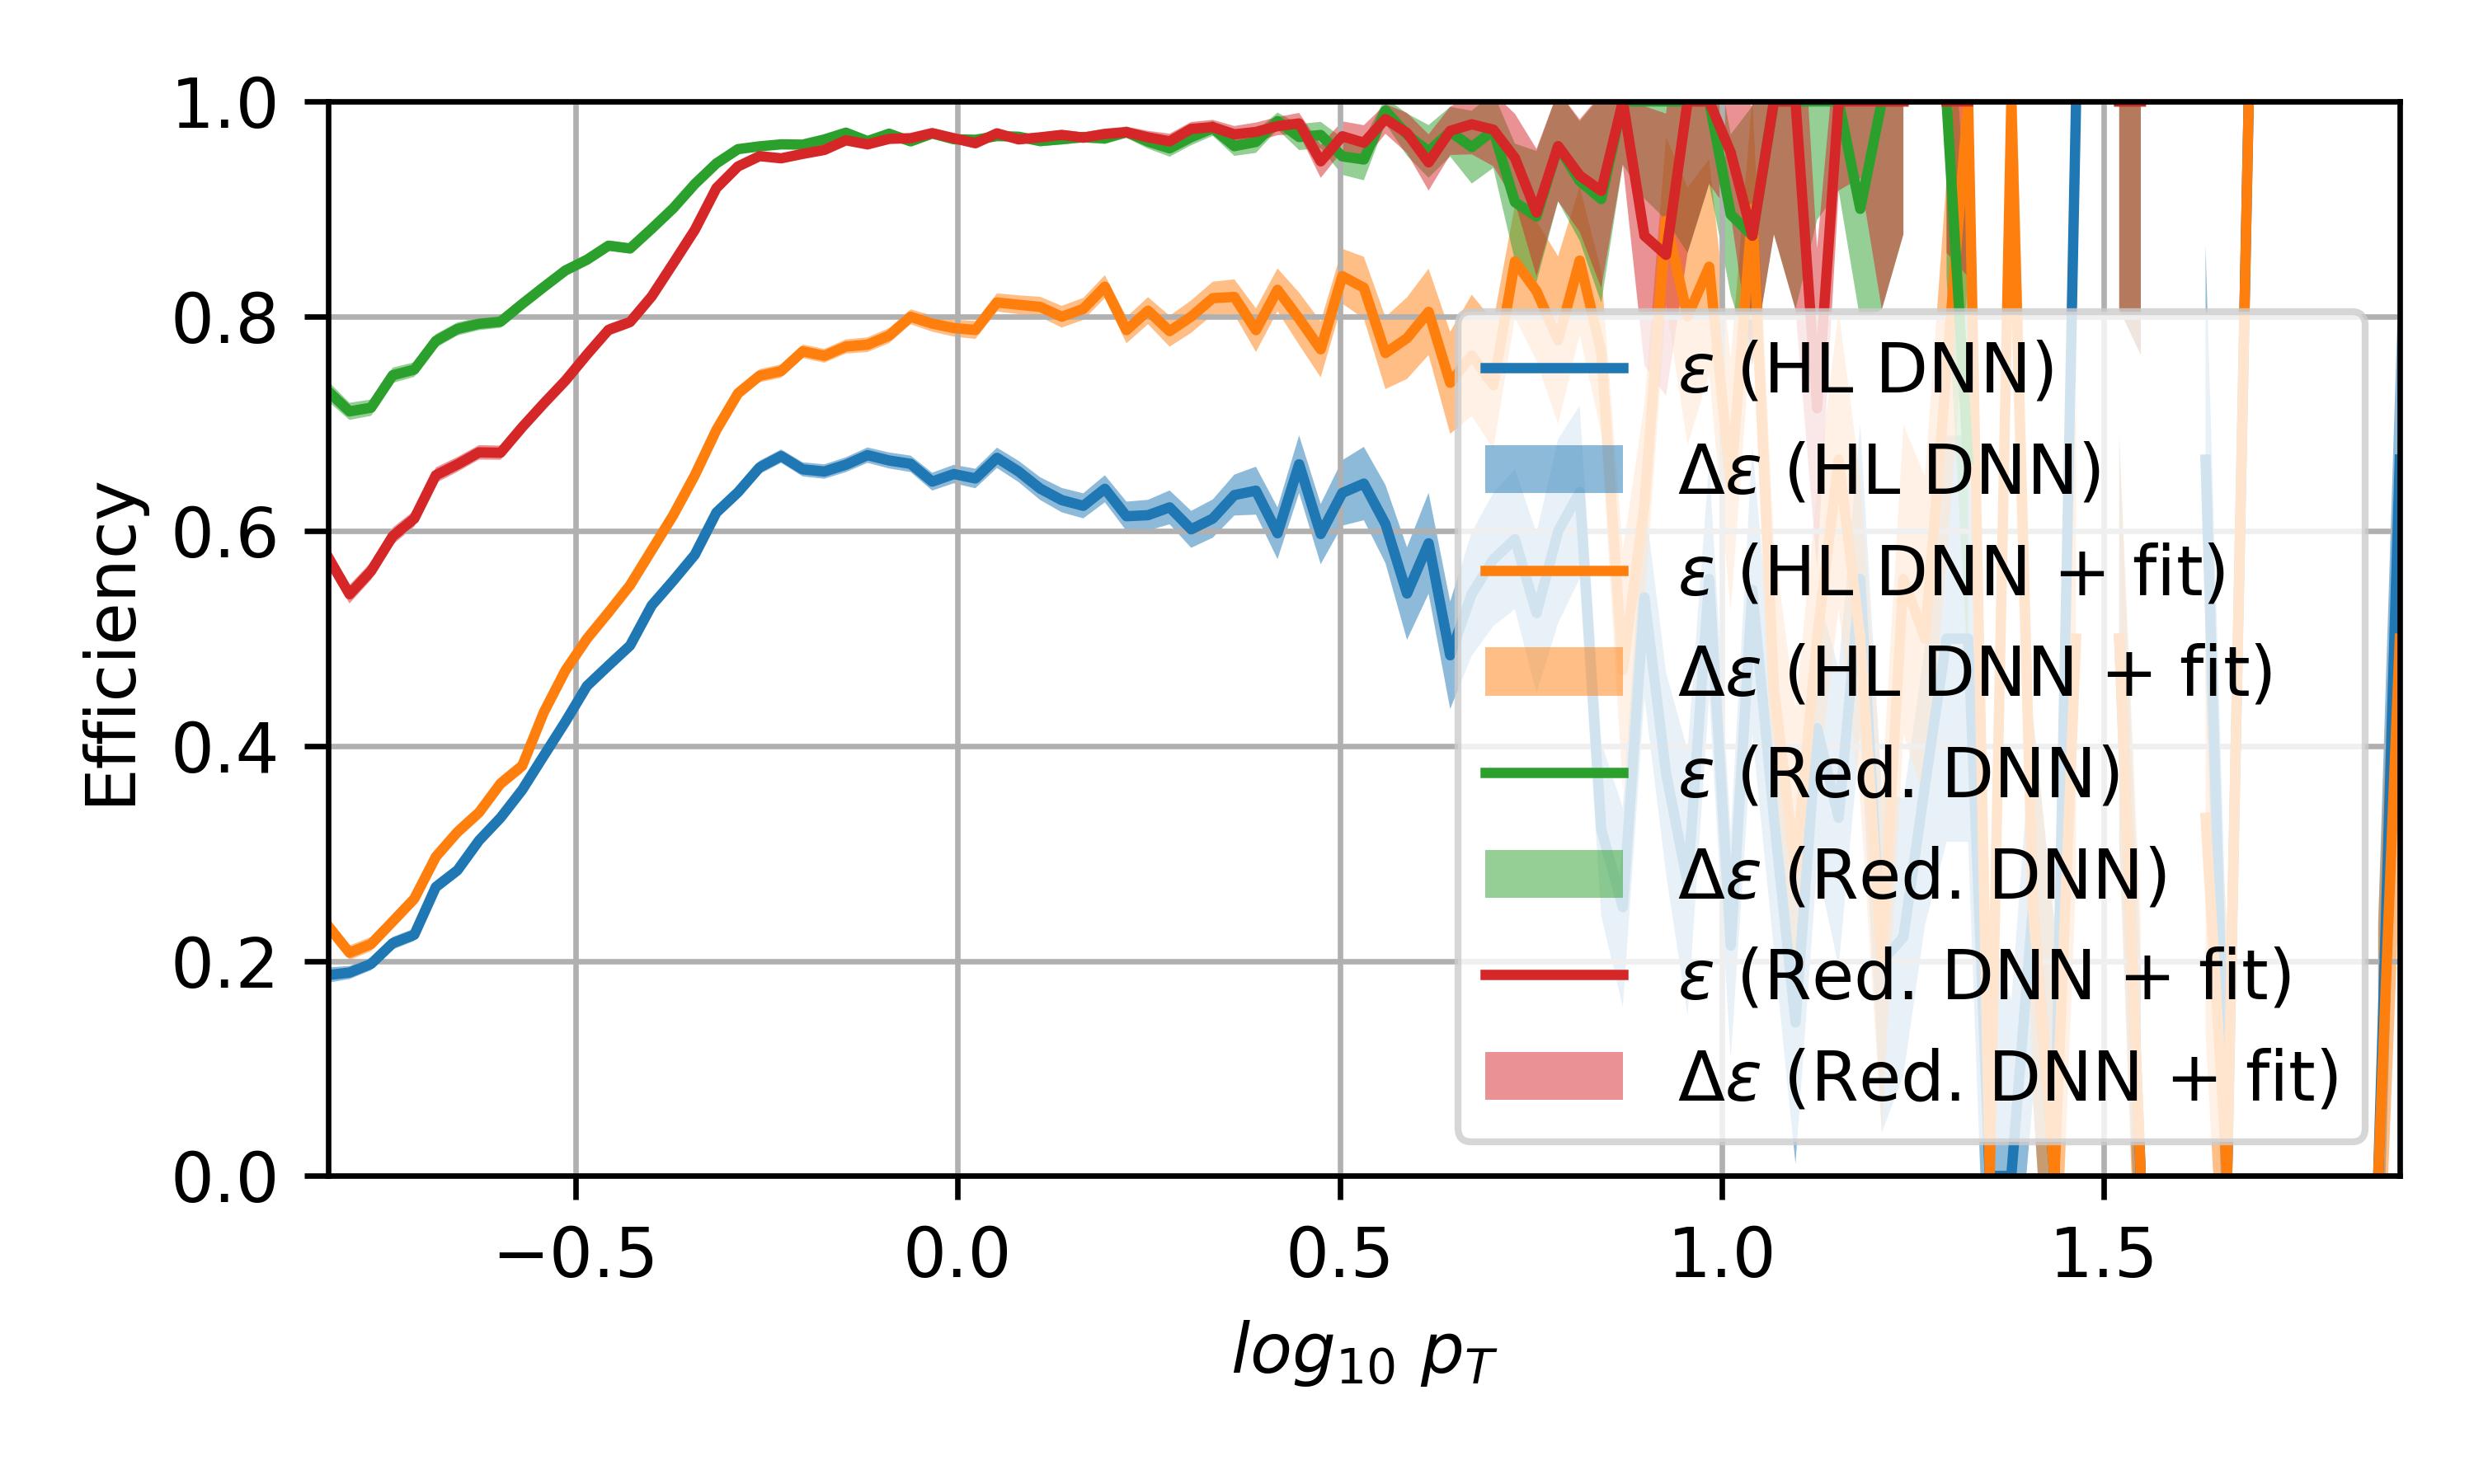 1.0
0.8
0.6
0.4
0.2
0.0
Efficiency
ε (HL DNN)
Δε (HL DNN)
ε (HL DNN + fit)
Δε (HL DNN + fit)
ε (Red. DNN)
Δε (Red. DNN)
ε (Red. DNN + fit)
Δε (Red. DNN + fit)
−0.5 0.0 0.5 1.0 1.5
log₁₀ p_T